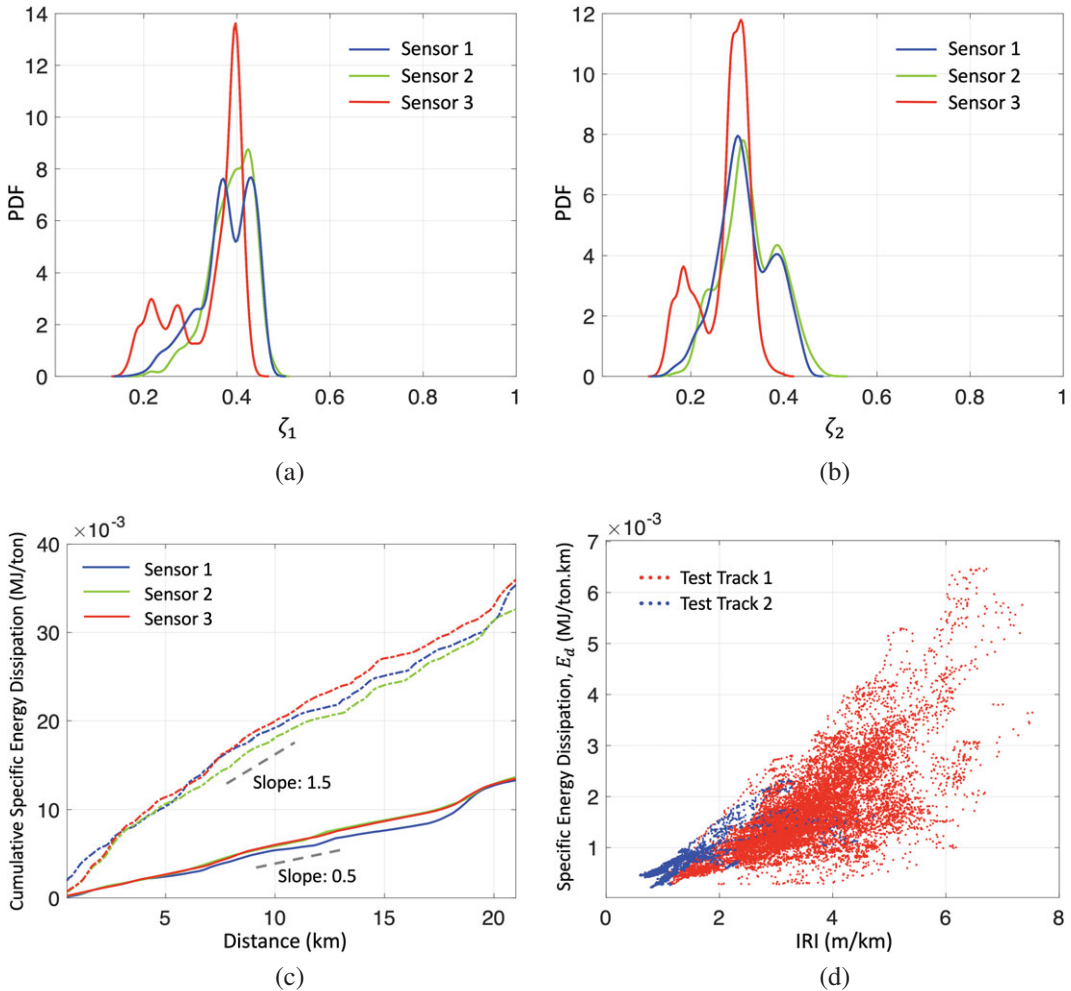 14
12
10
8
6
4
2
0
PDF
Sensor 1
Sensor 2
Sensor 3
0.2
0.4
0.6
0.8
1
ζ1
(a)
12
10
8
6
4
2
0
PDF
Sensor 1
Sensor 2
Sensor 3
0.2
0.4
0.6
0.8
1
ζ2
(b)
×10-3
40
30
20
10
0
Cumulative Specific Energy Dissipation (MJ/ton)
Sensor 1
Sensor 2
Sensor 3
Slope: 1.5
Slope: 0.5
5
10
15
20
Distance (km)
(c)
×10-3
7
6
5
4
3
2
1
Specific Energy Dissipation, Ed (MJ/ton.km)
Test Track 1
Test Track 2
0
2
4
6
8
IRI (m/km)
(d)